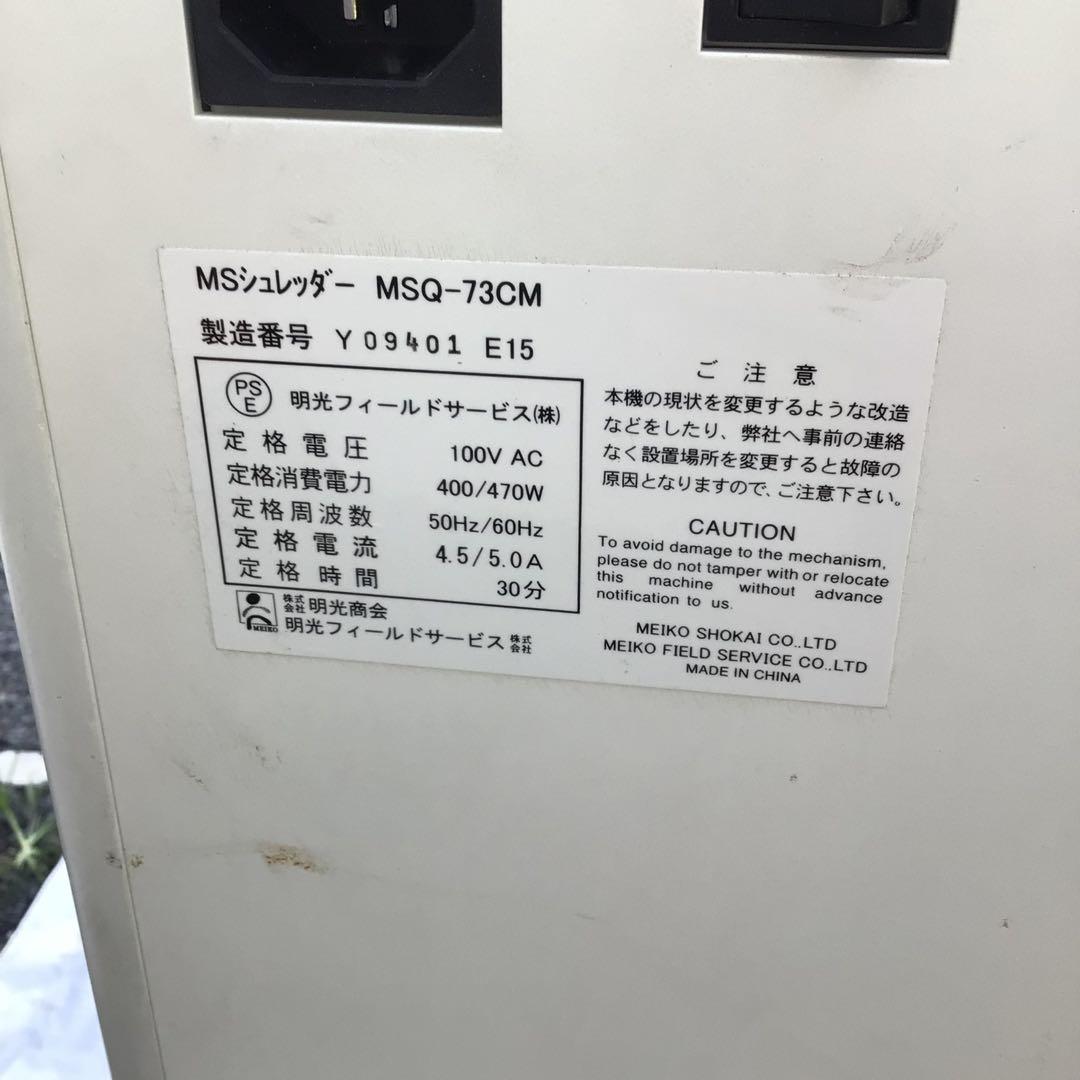 MSシュレッダー MSQ-73CM
製造番号 Y09401 E15
PS
E
明光フィールドサービス(株)
定格電圧 100V AC
定格消費電力 400/470W
定格周波数 50Hz/60Hz
定格電流 4.5/5.0A
定格時間 30分
MEIKO
株式会社 明光商会
明光フィールドサービス 株式会社
ご注意
本機の現状を変更するような改造
などをしたり、弊社へ事前の連絡
なく設置場所を変更すると故障の
原因となりますので、ご注意下さい。
CAUTION
To avoid damage to the mechanism,
please do not tamper with or relocate
this machine without advance
notification to us.
MEIKO SHOKAI CO.,LTD
MEIKO FIELD SERVICE CO.,LTD
MADE IN CHINA